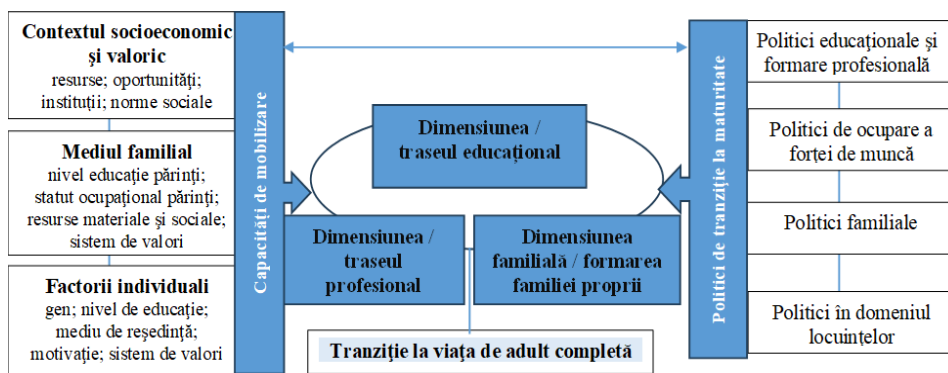 Contextul socioeconomic
și valoric
resurse; oportunități;
instituții; norme sociale
Mediul familial
nivel educație părinți;
statut ocupațional părinți;
resurse materiale și sociale;
sistem de valori
Factorii individuali
gen; nivel de educație;
mediu de reședință;
motivație; sistem de valori
Capacități de mobilizare
Dimensiunea /
traseul educațional
Dimensiunea /
traseul
profesional
Dimensiunea
familială / formarea
familiei proprii
Tranziție la viața de adult completă
Politici de tranziție la maturitate
Politici educaționale și
formare profesională
Politici de ocupare a
forței de muncă
Politici familiale
Politici în domeniul
locuințelor